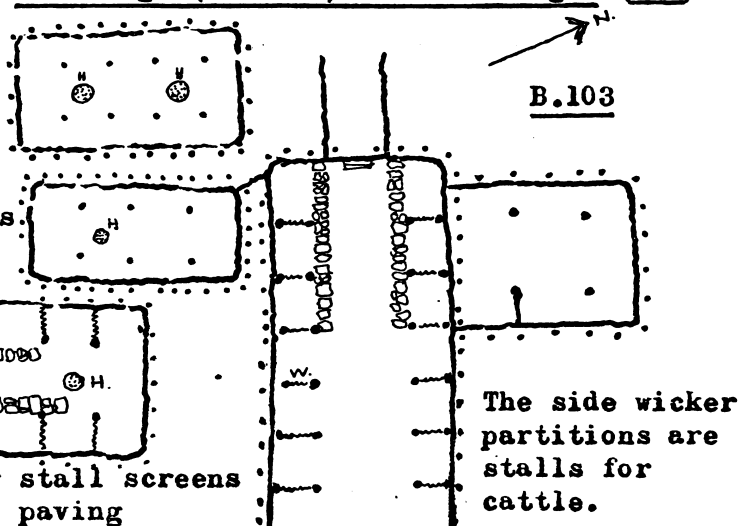 N.
B.103
H
H
H
s
H.
W.
The side wicker
partitions are
stalls for
cattle.
stall screens
paving